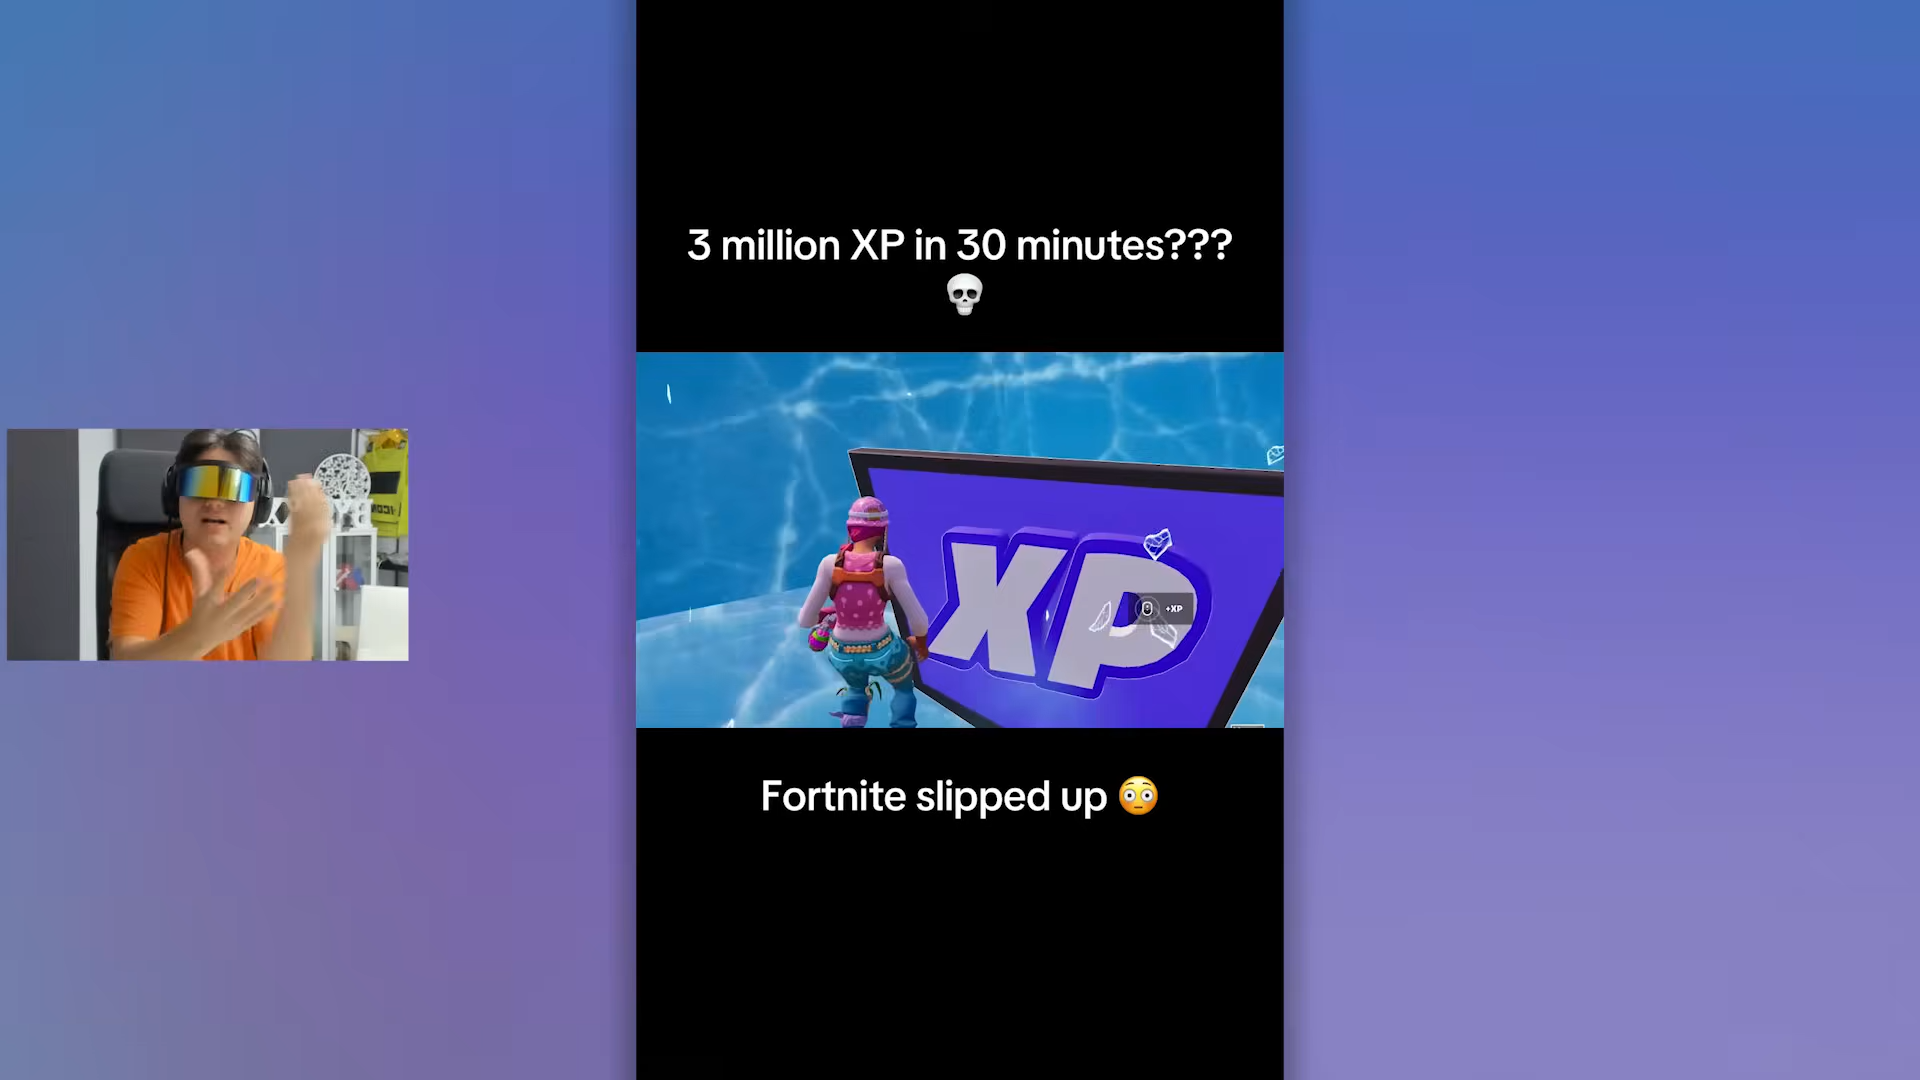 3 million XP in 30 minutes???
💀
XP
+XP
Fortnite slipped up 😳